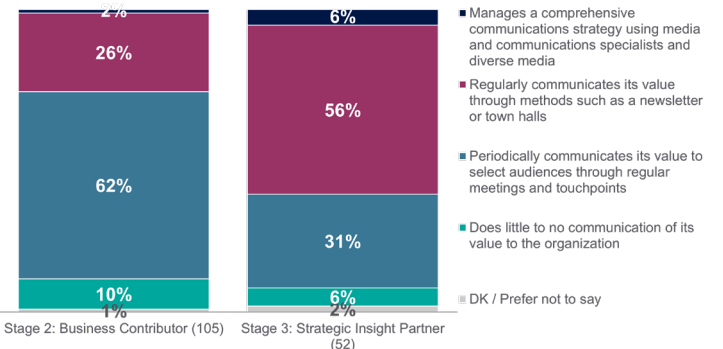 2%
26%
62%
10%
1%
6%
56%
31%
6%
2%
Stage 2: Business Contributor (105)
Stage 3: Strategic Insight Partner
(52)
Manages a comprehensive
communications strategy using media
and communications specialists and
diverse media
Regularly communicates its value
through methods such as a newsletter
or town halls
Periodically communicates its value to
select audiences through regular
meetings and touchpoints
Does little to no communication of its
value to the organization
DK / Prefer not to say